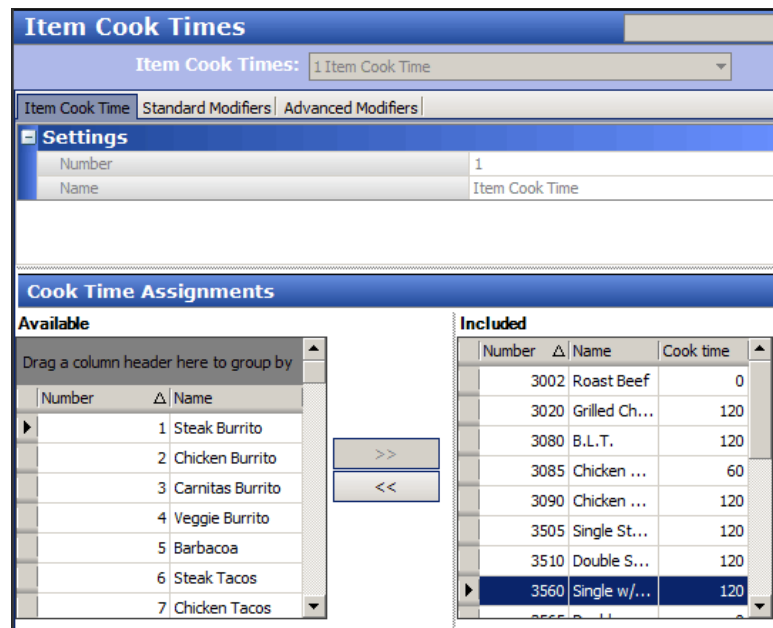 Item Cook Times
Item Cook Times: 1 Item Cook Time
Item Cook Time Standard Modifiers Advanced Modifiers
Settings
Number 1
Name Item Cook Time
Cook Time Assignments
Available
Drag a column header here to group by
Number Name
1 Steak Burrito
2 Chicken Burrito
3 Carnitas Burrito
4 Veggie Burrito
5 Barbacoa
6 Steak Tacos
7 Chicken Tacos
>>
<<
Included
Number Name Cook time
3002 Roast Beef 0
3020 Grilled Ch... 120
3080 B.L.T. 120
3085 Chicken ... 60
3090 Chicken ... 120
3505 Single St... 120
3510 Double S... 120
3560 Single w/... 120